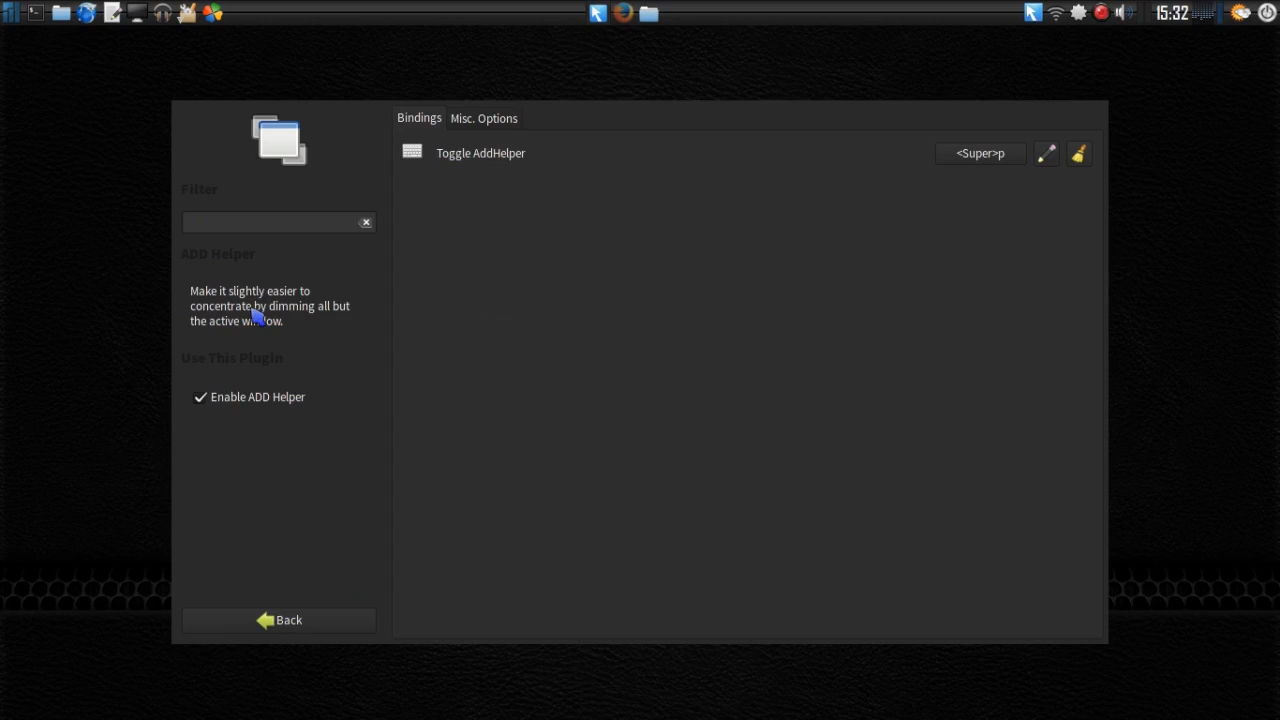 15:32
Bindings
Misc. Options
Toggle AddHelper
<Super>p
Filter
ADD Helper
Make it slightly easier to
concentrate by dimming all but
the active window.
Use This Plugin
Enable ADD Helper
Back